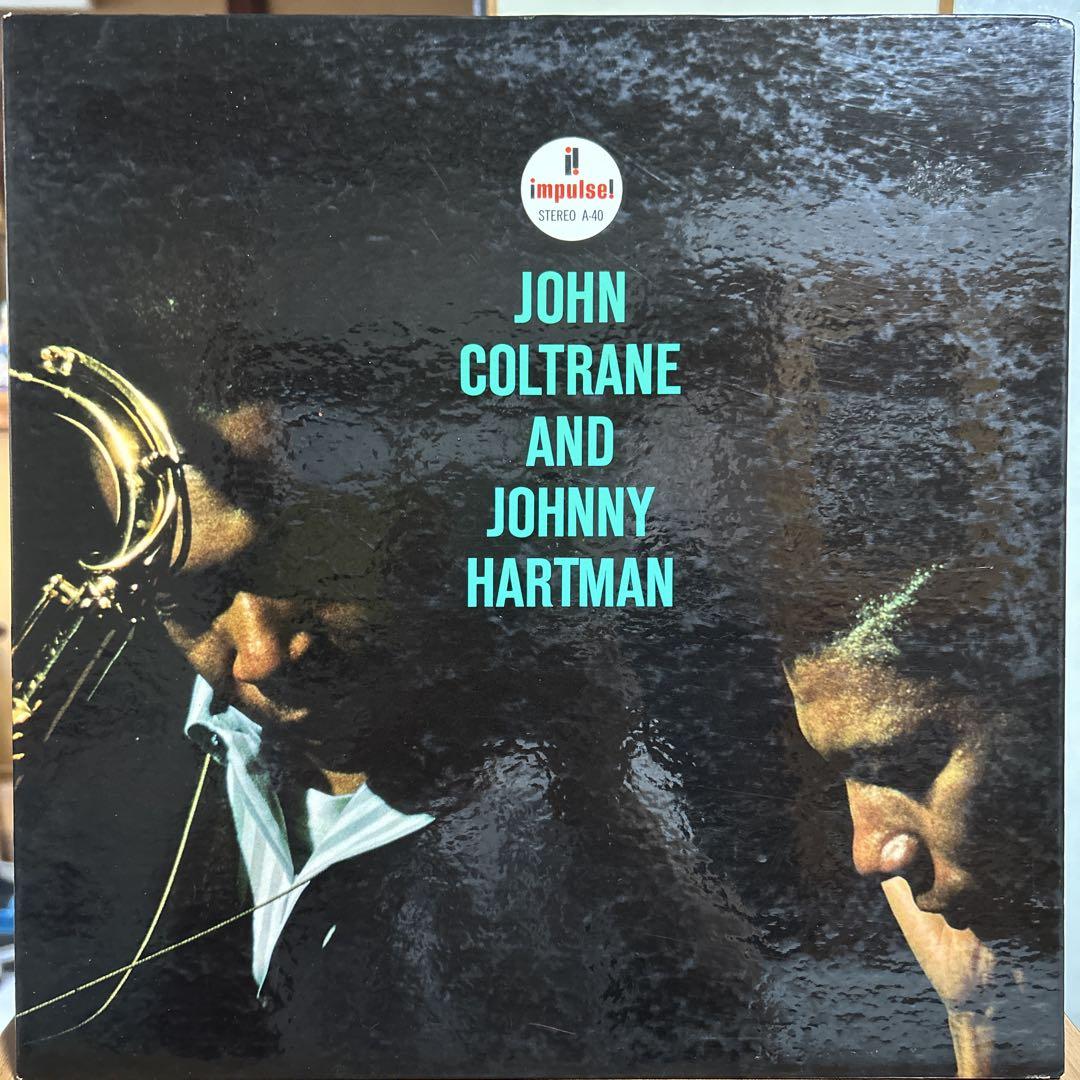 i!
impulse!
STEREO A-40
JOHN
COLTRANE
AND
JOHNNY
HARTMAN